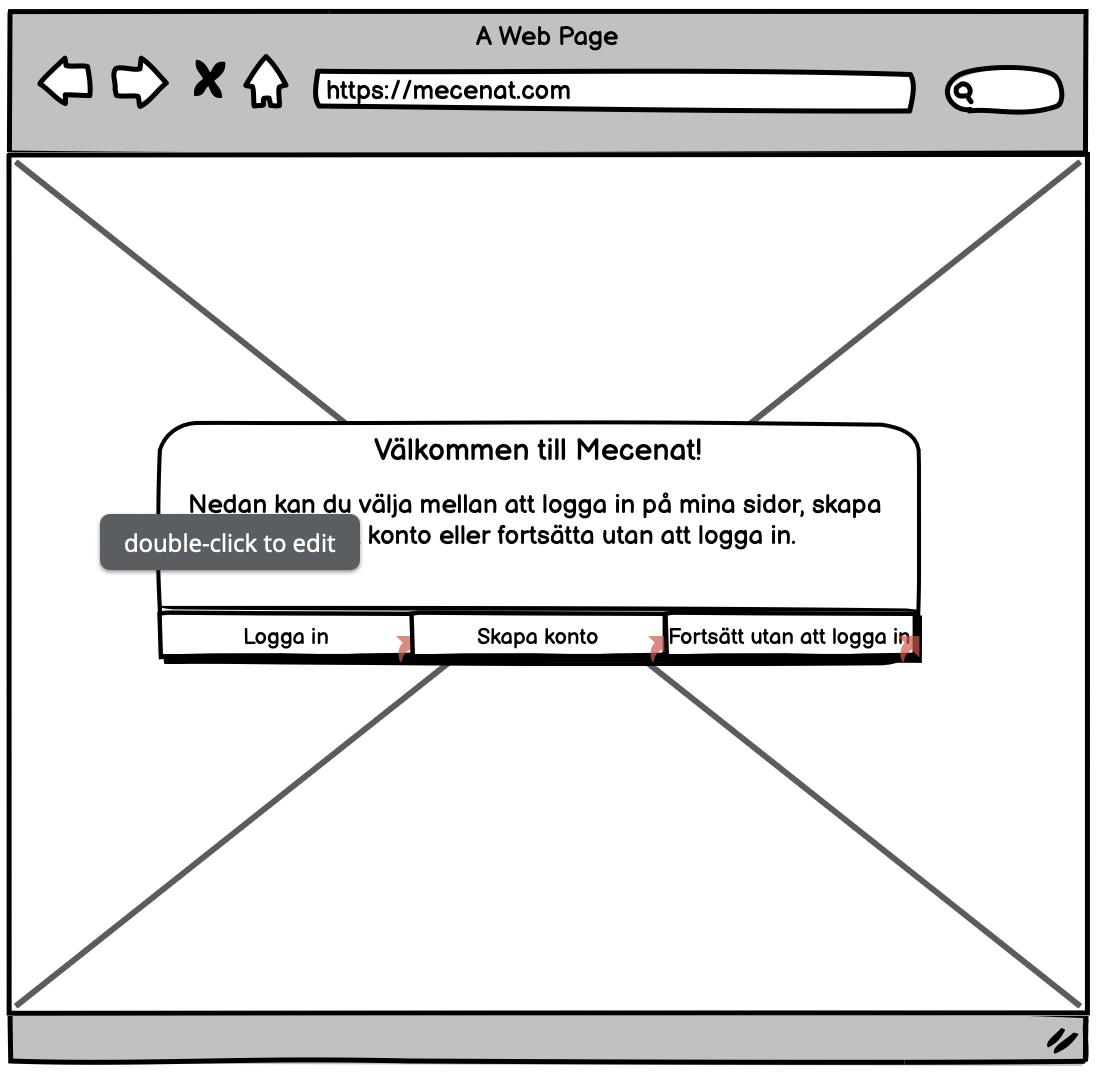 A Web Page
https://mecenat.com
Välkommen till Mecenat!
Nedan kan du välja mellan att logga in på mina sidor, skapa
konto eller fortsätta utan att logga in.
double-click to edit
Logga in
Skapa konto
Fortsätt utan att logga in